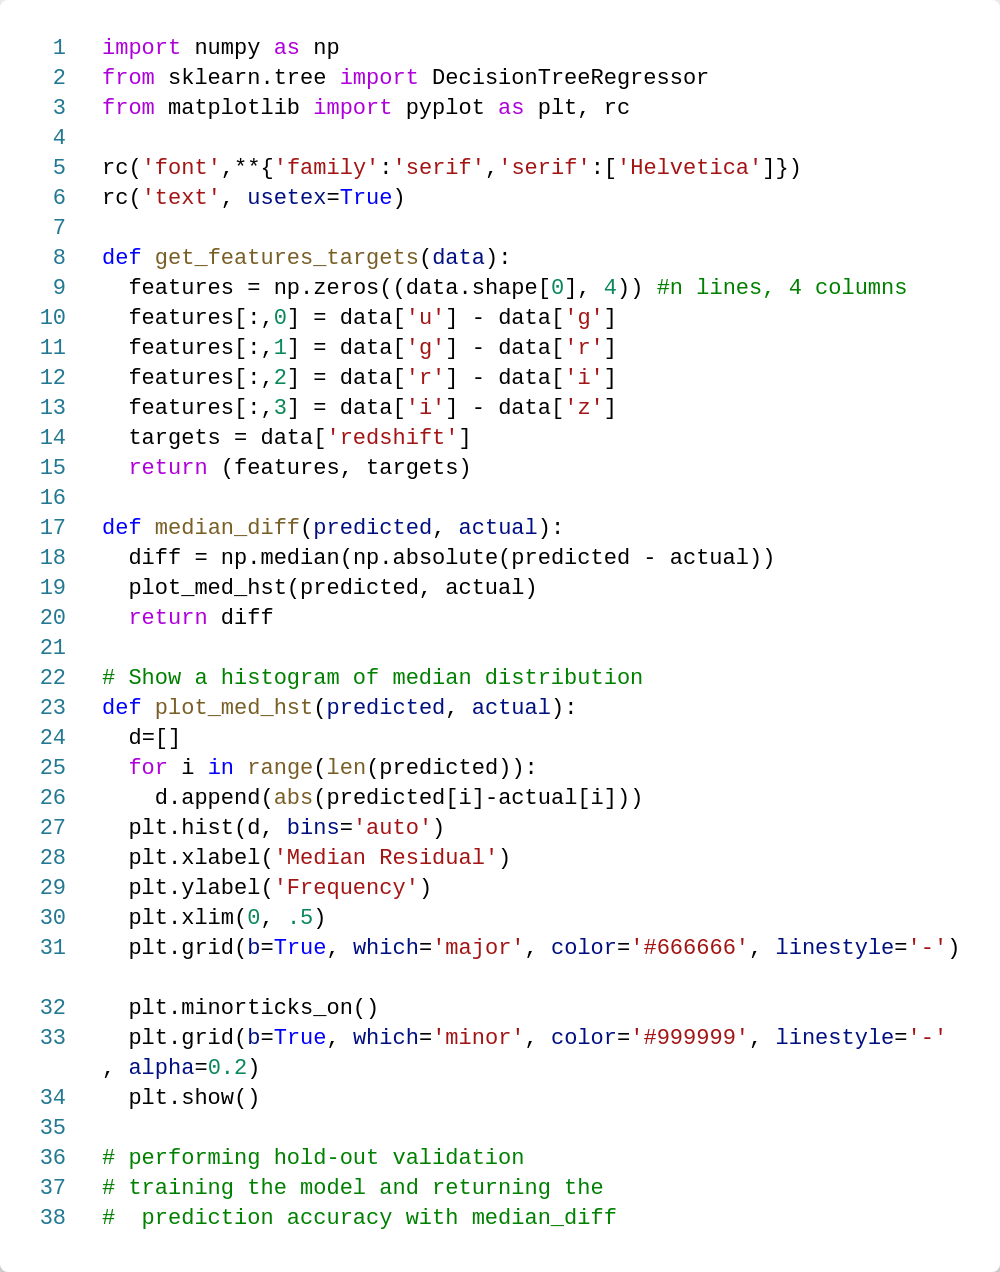 1 import numpy as np
2 from sklearn.tree import DecisionTreeRegressor
3 from matplotlib import pyplot as plt, rc
4
5 rc('font',**{'family':'serif','serif':['Helvetica']})
6 rc('text', usetex=True)
7
8 def get_features_targets(data):
9   features = np.zeros((data.shape[0], 4)) #n lines, 4 columns
10   features[:,0] = data['u'] - data['g']
11   features[:,1] = data['g'] - data['r']
12   features[:,2] = data['r'] - data['i']
13   features[:,3] = data['i'] - data['z']
14   targets = data['redshift']
15   return (features, targets)
16
17 def median_diff(predicted, actual):
18   diff = np.median(np.absolute(predicted - actual))
19   plot_med_hst(predicted, actual)
20   return diff
21
22 # Show a histogram of median distribution
23 def plot_med_hst(predicted, actual):
24   d=[]
25   for i in range(len(predicted)):
26     d.append(abs(predicted[i]-actual[i]))
27   plt.hist(d, bins='auto')
28   plt.xlabel('Median Residual')
29   plt.ylabel('Frequency')
30   plt.xlim(0, .5)
31   plt.grid(b=True, which='major', color='#666666', linestyle='-')
32   plt.minorticks_on()
33   plt.grid(b=True, which='minor', color='#999999', linestyle='-'
, alpha=0.2)
34   plt.show()
35
36 # performing hold-out validation
37 # training the model and returning the
38 #  prediction accuracy with median_diff